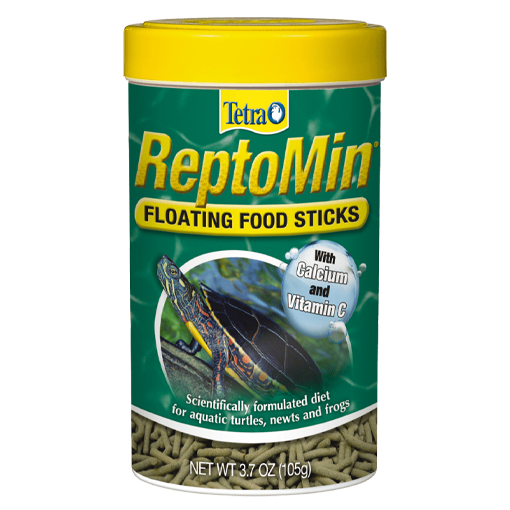 Tetra
ReptoMin®
FLOATING FOOD STICKS
With
Calcium
and
Vitamin C
Scientifically formulated diet
for aquatic turtles, newts and frogs
NET WT 3.7 OZ (105g)